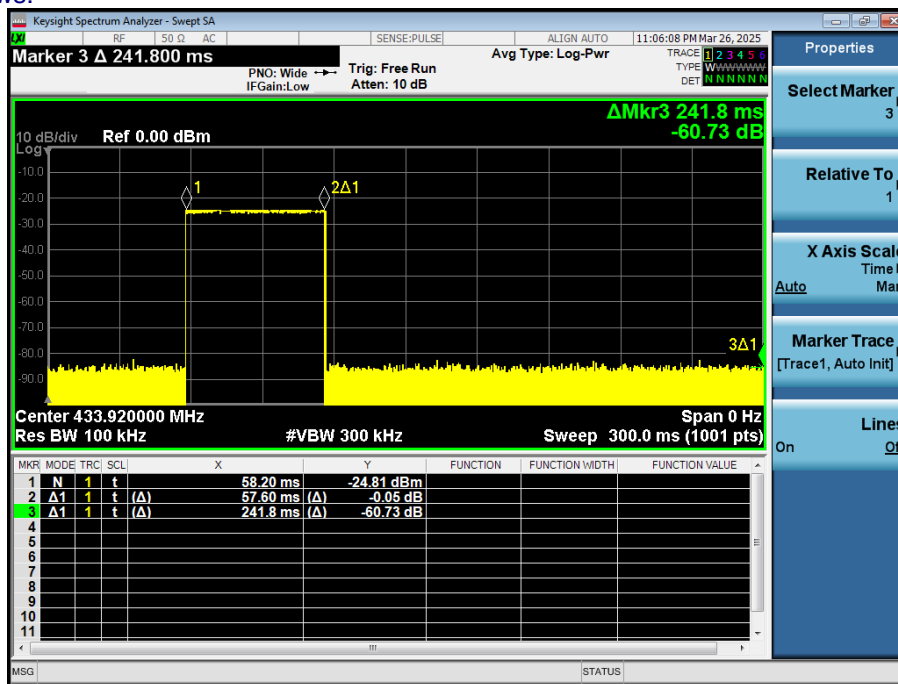 Keysight Spectrum Analyzer - Swept SA
LXI RF 50 Ω AC SENSE:PULSE ALIGN AUTO 11:06:08 PM Mar 26, 2025
Marker 3 Δ 241.800 ms
PNO: Wide
IFGain:Low
Trig: Free Run
Atten: 10 dB
Avg Type: Log-Pwr
TRACE 1 2 3 4 5 6
TYPE WWWWWW
DET N N N N N N
ΔMkr3 241.8 ms
-60.73 dB
10 dB/div Ref 0.00 dBm
Log
-10.0
-20.0
-30.0
-40.0
-50.0
-60.0
-70.0
-80.0
-90.0
1
2Δ1
3Δ1
Center 433.920000 MHz Span 0 Hz
Res BW 100 kHz #VBW 300 kHz Sweep 300.0 ms (1001 pts)
MKR MODE TRC SCL X Y FUNCTION FUNCTION WIDTH FUNCTION VALUE
1 N 1 t 58.20 ms -24.81 dBm
2 Δ1 1 t (Δ) 57.60 ms (Δ) -0.05 dB
3 Δ1 1 t (Δ) 241.8 ms (Δ) -60.73 dB
4
5
6
7
8
9
10
11
MSG STATUS
Properties
Select Marker
3
Relative To
1
X Axis Scal
Time
Auto Ma
Marker Trace
[Trace1, Auto Init]
Line
On O